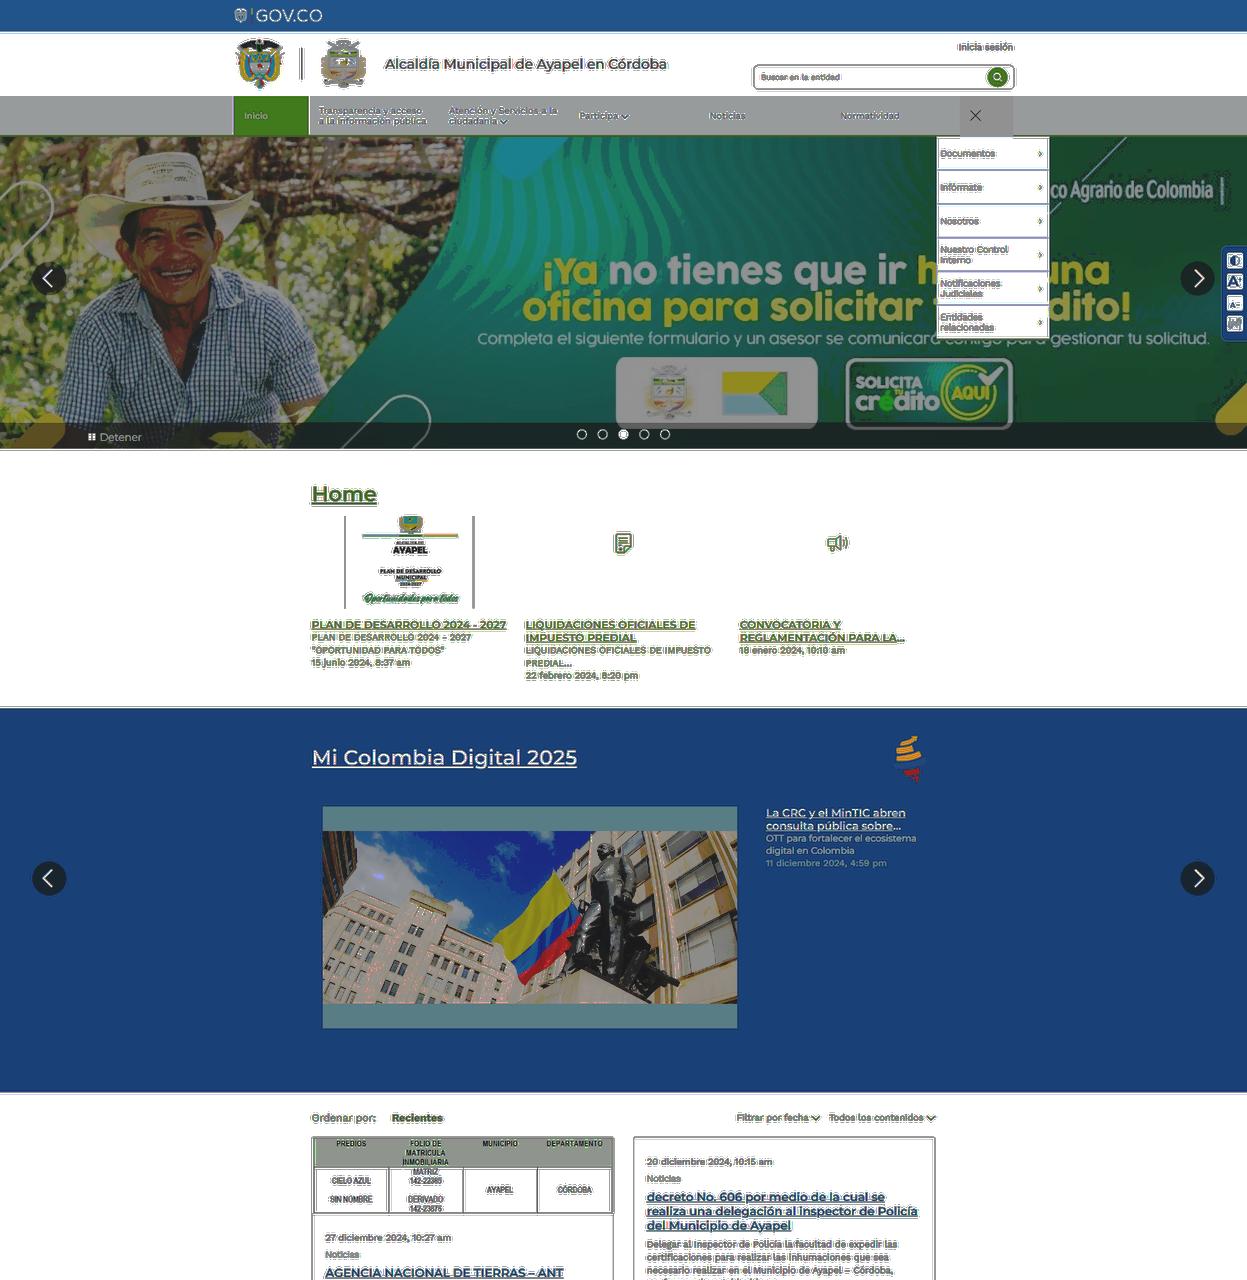 GOV.CO
Inicia sesión
Alcaldía Municipal de Ayapel en Córdoba
Buscar en la entidad
Inicio
Transparencia y acceso
a la información pública
Atención y Servicios a la
ciudadanía
Participa
Noticias
Normatividad
Documentos
Infórmate
Nosotros
Nuestro Control
Interno
Notificaciones
Judiciales
Entidades
relacionadas
co Agrario de Colombia
¡Ya no tienes que ir h una
oficina para solicitar dito!
Completa el siguiente formulario y un asesor se comunicará contigo para gestionar tu solicitud.
SOLICITA
TU
crédito
AQUÍ
Detener
Home
ALCALDÍA DE
AYAPEL
PLAN DE DESARROLLO
MUNICIPAL
2024-2027
Oportunidades para todos
PLAN DE DESARROLLO 2024 - 2027
PLAN DE DESARROLLO 2024 - 2027
"OPORTUNIDAD PARA TODOS"
15 junio 2024, 8:37 am
LIQUIDACIONES OFICIALES DE
IMPUESTO PREDIAL
LIQUIDACIONES OFICIALES DE IMPUESTO
PREDIAL...
22 febrero 2024, 8:20 pm
CONVOCATORIA Y
REGLAMENTACIÓN PARA LA...
18 enero 2024, 10:10 am
Mi Colombia Digital 2025
La CRC y el MinTIC abren
consulta pública sobre...
OTT para fortalecer el ecosistema
digital en Colombia
11 diciembre 2024, 4:59 pm
Ordenar por: Recientes
Filtrar por fecha Todos los contenidos
PREDIOS
FOLIO DE
MATRÍCULA
INMOBILIARIA
MUNICIPIO
DEPARTAMENTO
CIELO AZUL
SIN NOMBRE
MATRIZ
142-22365
DERIVADO
142-23875
AYAPEL
CÓRDOBA
27 diciembre 2024, 10:27 am
Noticias
AGENCIA NACIONAL DE TIERRAS – ANT
20 diciembre 2024, 10:15 am
Noticias
decreto No. 606 por medio de la cual se
realiza una delegación al inspector de Policía
del Municipio de Ayapel
Delegar al Inspector de Policía la facultad de expedir las
certificaciones para realizar las inhumaciones que sea
necesario realizar en el Municipio de Ayapel – Córdoba,